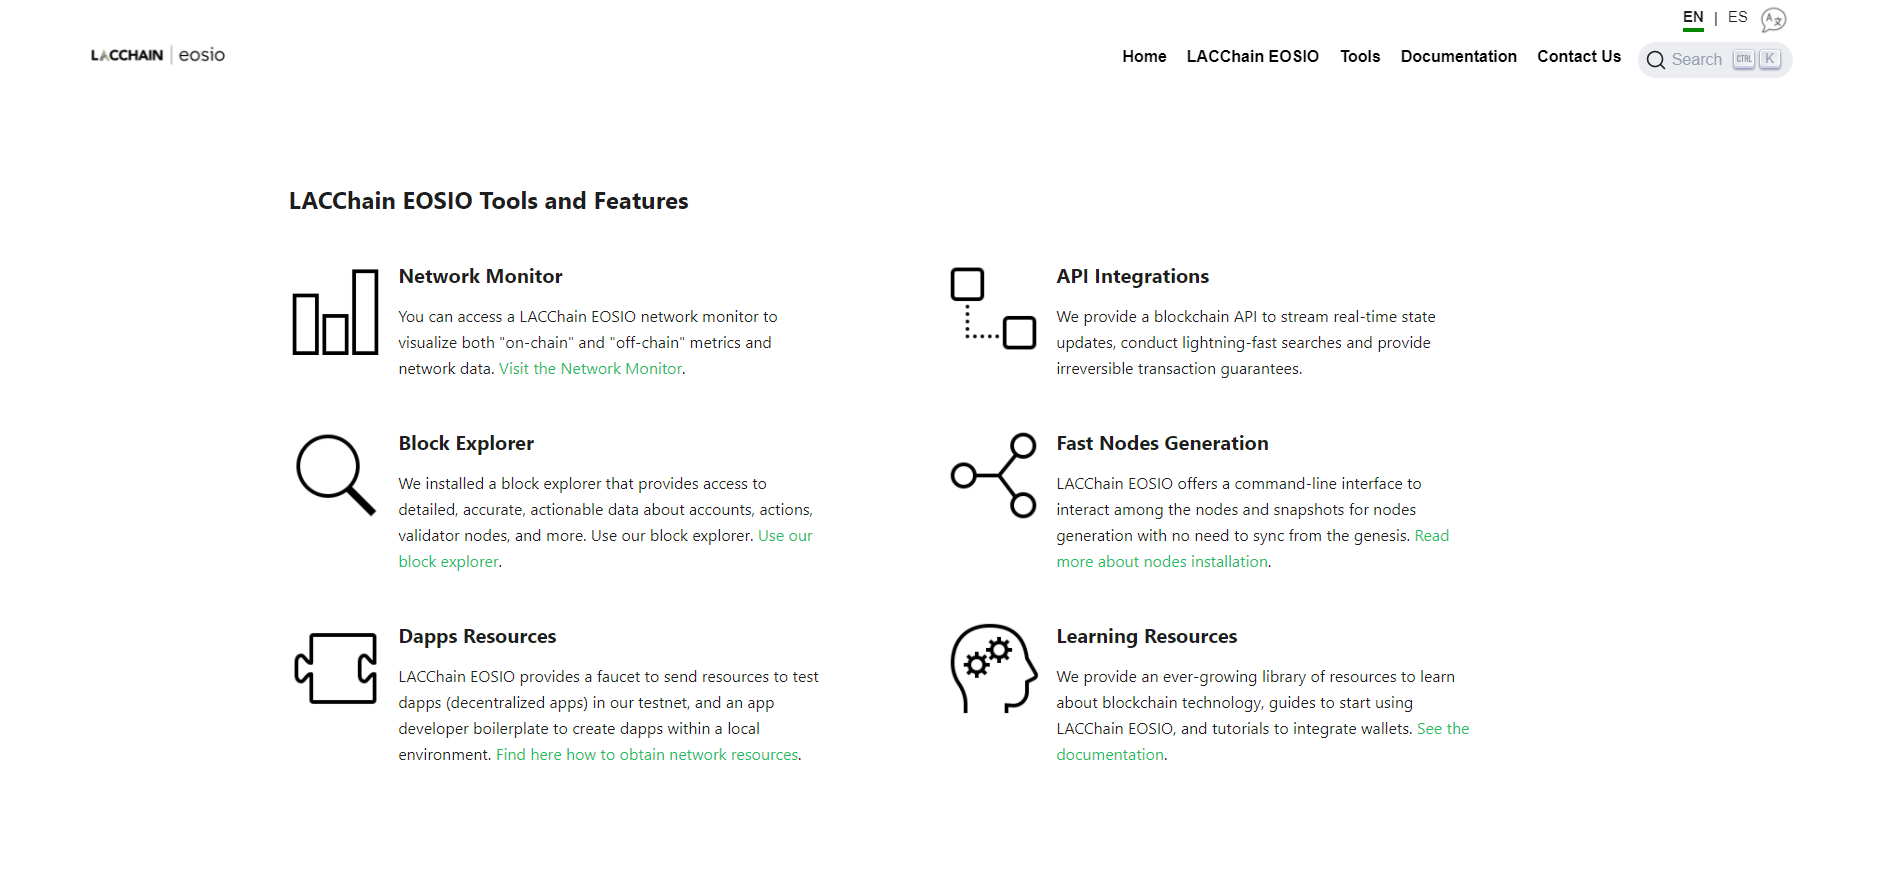 EN | ES
LACCHAIN | eosio
Home LACChain EOSIO Tools Documentation Contact Us Search CTRL K
LACChain EOSIO Tools and Features
Network Monitor
You can access a LACChain EOSIO network monitor to
visualize both "on-chain" and "off-chain" metrics and
network data. Visit the Network Monitor.
API Integrations
We provide a blockchain API to stream real-time state
updates, conduct lightning-fast searches and provide
irreversible transaction guarantees.
Block Explorer
We installed a block explorer that provides access to
detailed, accurate, actionable data about accounts, actions,
validator nodes, and more. Use our block explorer. Use our
block explorer.
Fast Nodes Generation
LACChain EOSIO offers a command-line interface to
interact among the nodes and snapshots for nodes
generation with no need to sync from the genesis. Read
more about nodes installation.
Dapps Resources
LACChain EOSIO provides a faucet to send resources to test
dapps (decentralized apps) in our testnet, and an app
developer boilerplate to create dapps within a local
environment. Find here how to obtain network resources.
Learning Resources
We provide an ever-growing library of resources to learn
about blockchain technology, guides to start using
LACChain EOSIO, and tutorials to integrate wallets. See the
documentation.